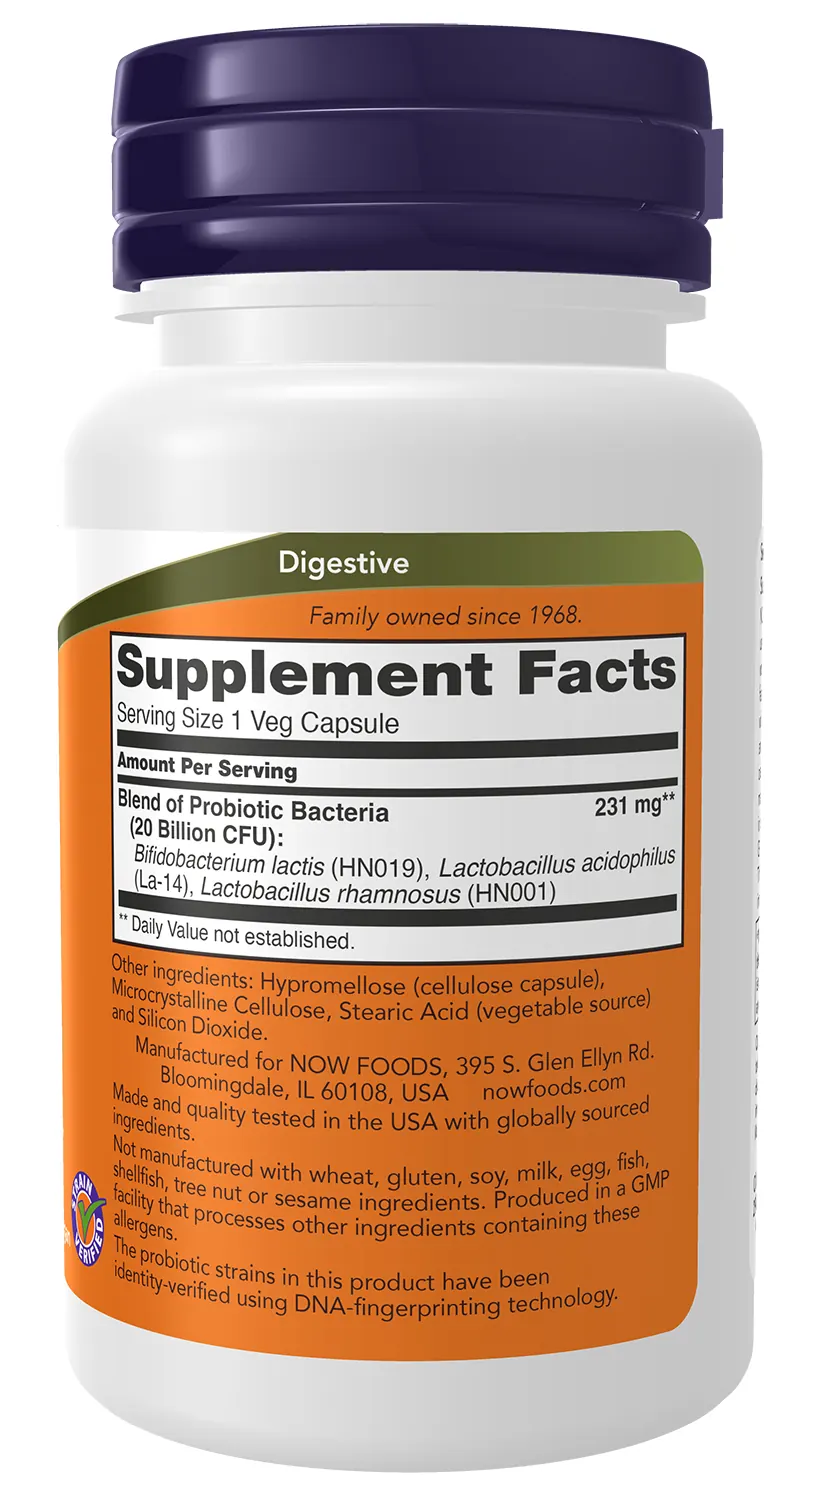 Digestive
Family owned since 1968.
Supplement Facts
Serving Size 1 Veg Capsule
Amount Per Serving
Blend of Probiotic Bacteria 231 mg**
(20 Billion CFU):
Bifidobacterium lactis (HN019), Lactobacillus acidophilus
(La-14), Lactobacillus rhamnosus (HN001)
** Daily Value not established.
Other ingredients: Hypromellose (cellulose capsule),
Microcrystalline Cellulose, Stearic Acid (vegetable source)
and Silicon Dioxide.
Manufactured for NOW FOODS, 395 S. Glen Ellyn Rd.
Bloomingdale, IL 60108, USA nowfoods.com
Made and quality tested in the USA with globally sourced
ingredients.
Not manufactured with wheat, gluten, soy, milk, egg, fish,
shellfish, tree nut or sesame ingredients. Produced in a GMP
facility that processes other ingredients containing these
allergens.
The probiotic strains in this product have been
identity-verified using DNA-fingerprinting technology.
STRAIN
VERIFIED